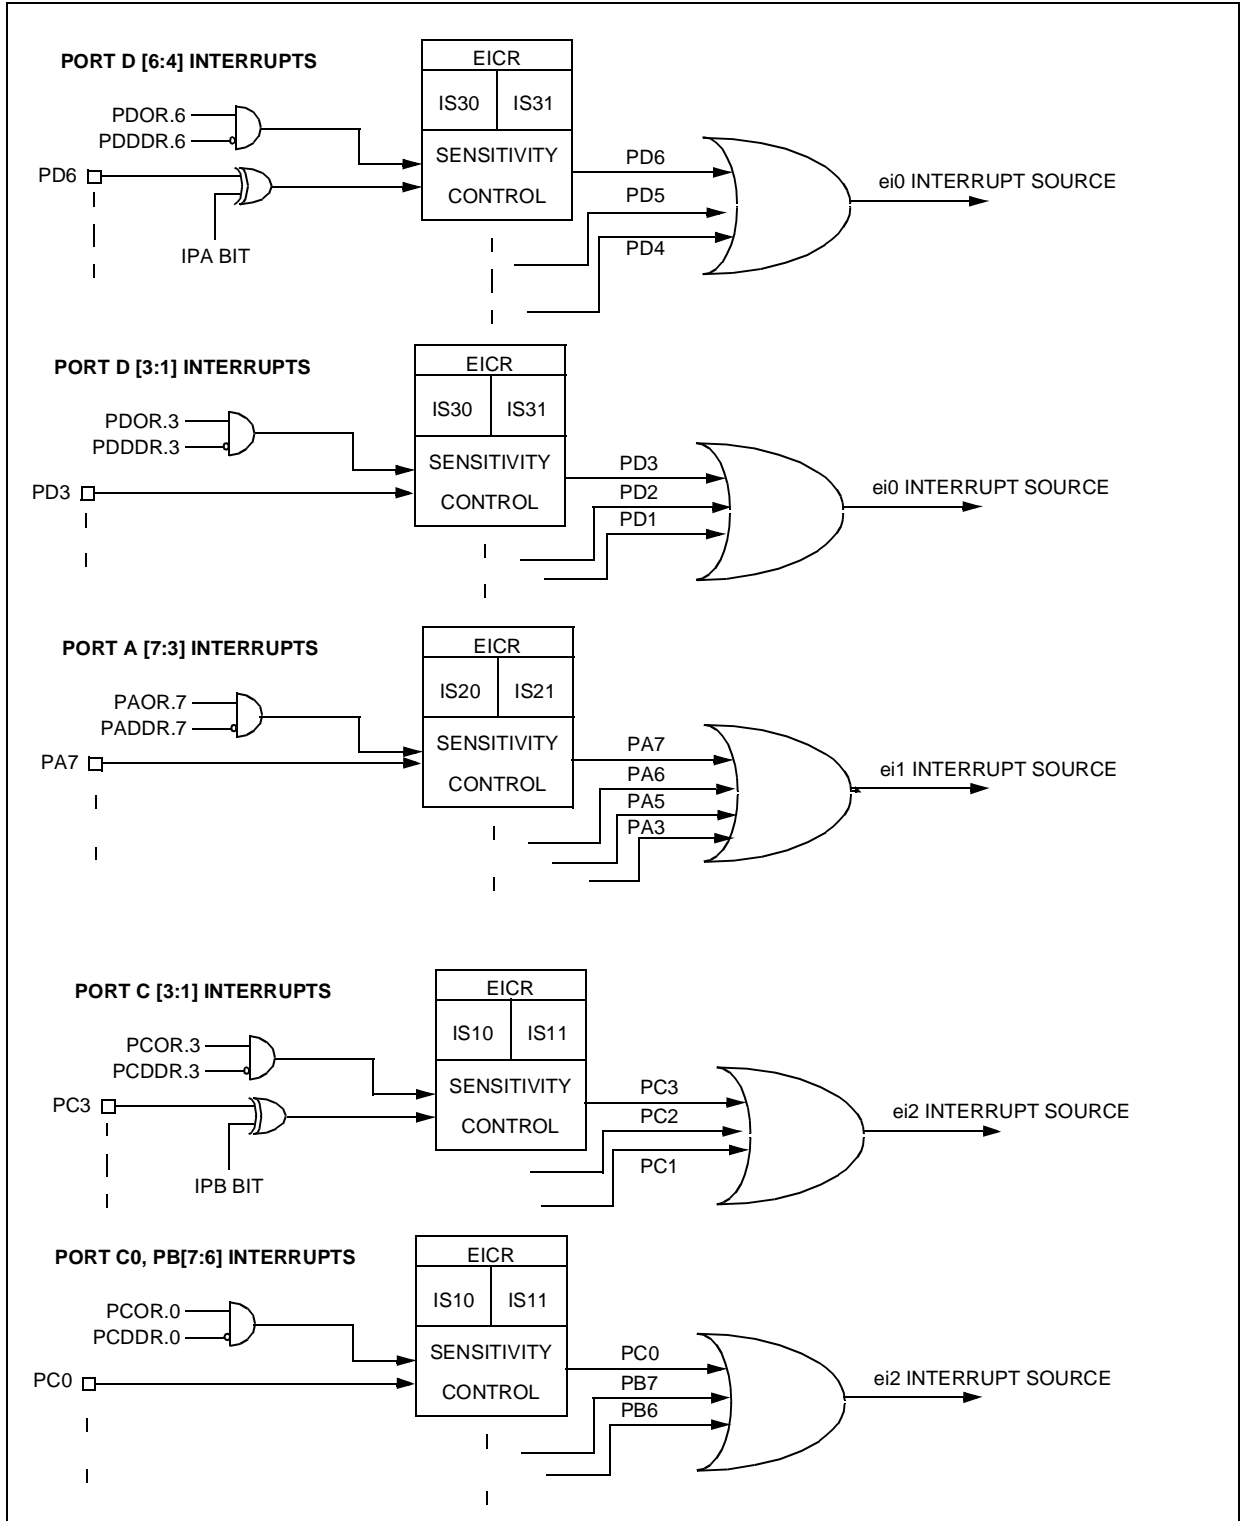 PORT D [6:4] INTERRUPTS
EICR
IS30 IS31
PDOR.6
PDDDR.6
SENSITIVITY
CONTROL
PD6
IPA BIT
PD6
PD5
PD4
ei0 INTERRUPT SOURCE
PORT D [3:1] INTERRUPTS
EICR
IS30 IS31
PDOR.3
PDDDR.3
SENSITIVITY
CONTROL
PD3
PD3
PD2
PD1
ei0 INTERRUPT SOURCE
PORT A [7:3] INTERRUPTS
EICR
IS20 IS21
PAOR.7
PADDR.7
SENSITIVITY
CONTROL
PA7
PA7
PA6
PA5
PA3
ei1 INTERRUPT SOURCE
PORT C [3:1] INTERRUPTS
EICR
IS10 IS11
PCOR.3
PCDDR.3
SENSITIVITY
CONTROL
PC3
IPB BIT
PC3
PC2
PC1
ei2 INTERRUPT SOURCE
PORT C0, PB[7:6] INTERRUPTS
EICR
IS10 IS11
PCOR.0
PCDDR.0
SENSITIVITY
CONTROL
PC0
PC0
PB7
PB6
ei2 INTERRUPT SOURCE